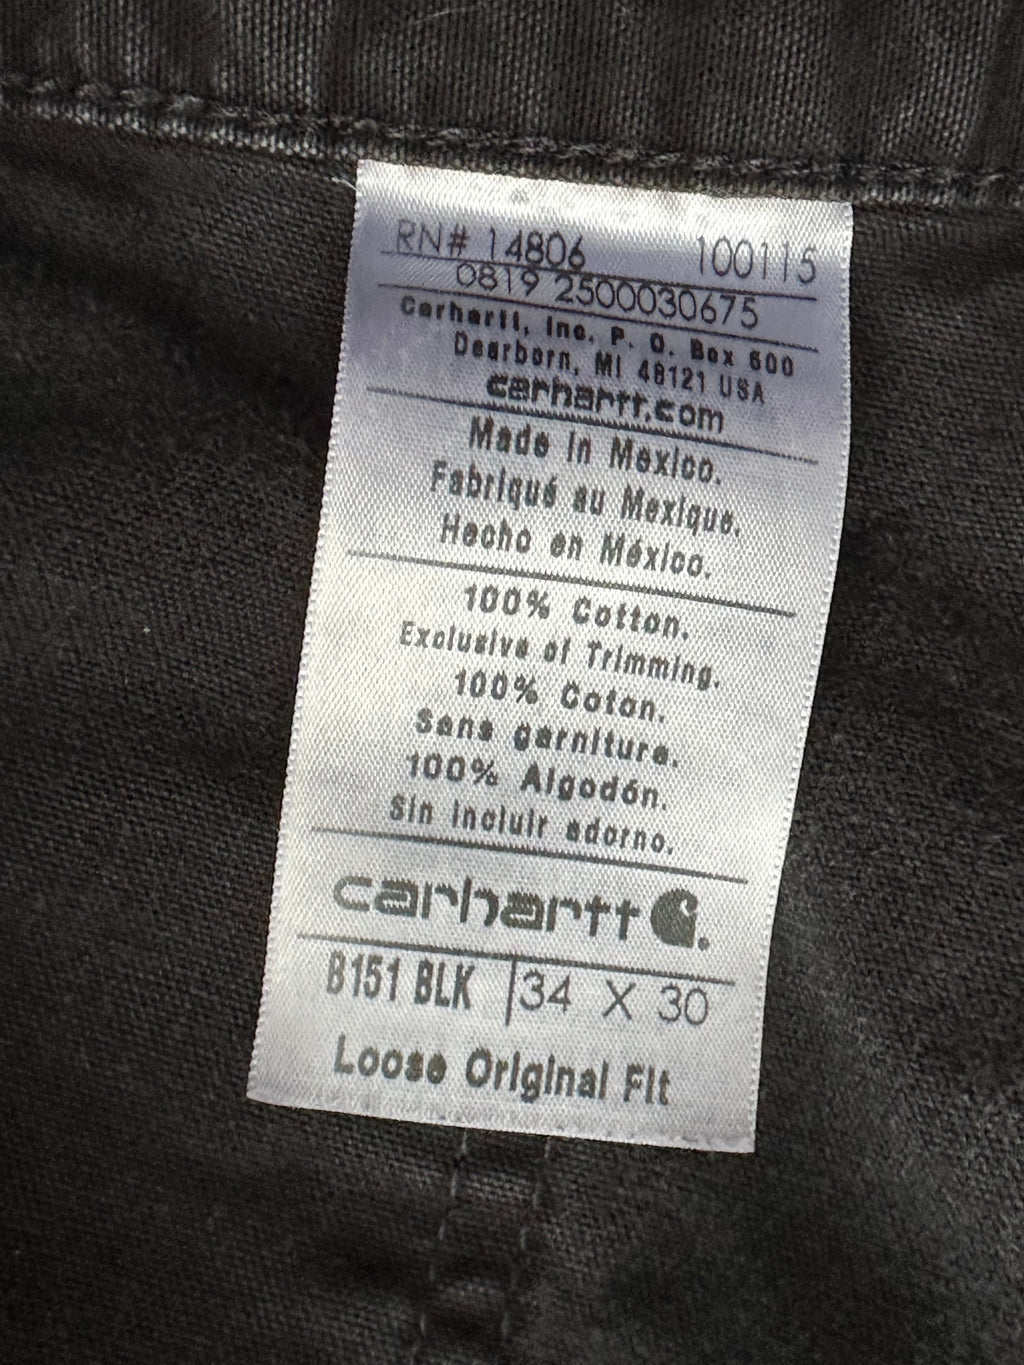 RN# 14806 100115
0819 2500030675
Carhartt, Inc. P. O. Box 600
Dearborn, MI 48121 USA
carhartt.com
Made in Mexico.
Fabriqué au Mexique.
Hecho en México.
100% Cotton.
Exclusive of Trimming.
100% Coton.
Sans garniture.
100% Algodón.
Sin incluir adorno.
carhartt
B151 BLK 34 X 30
Loose Original Fit